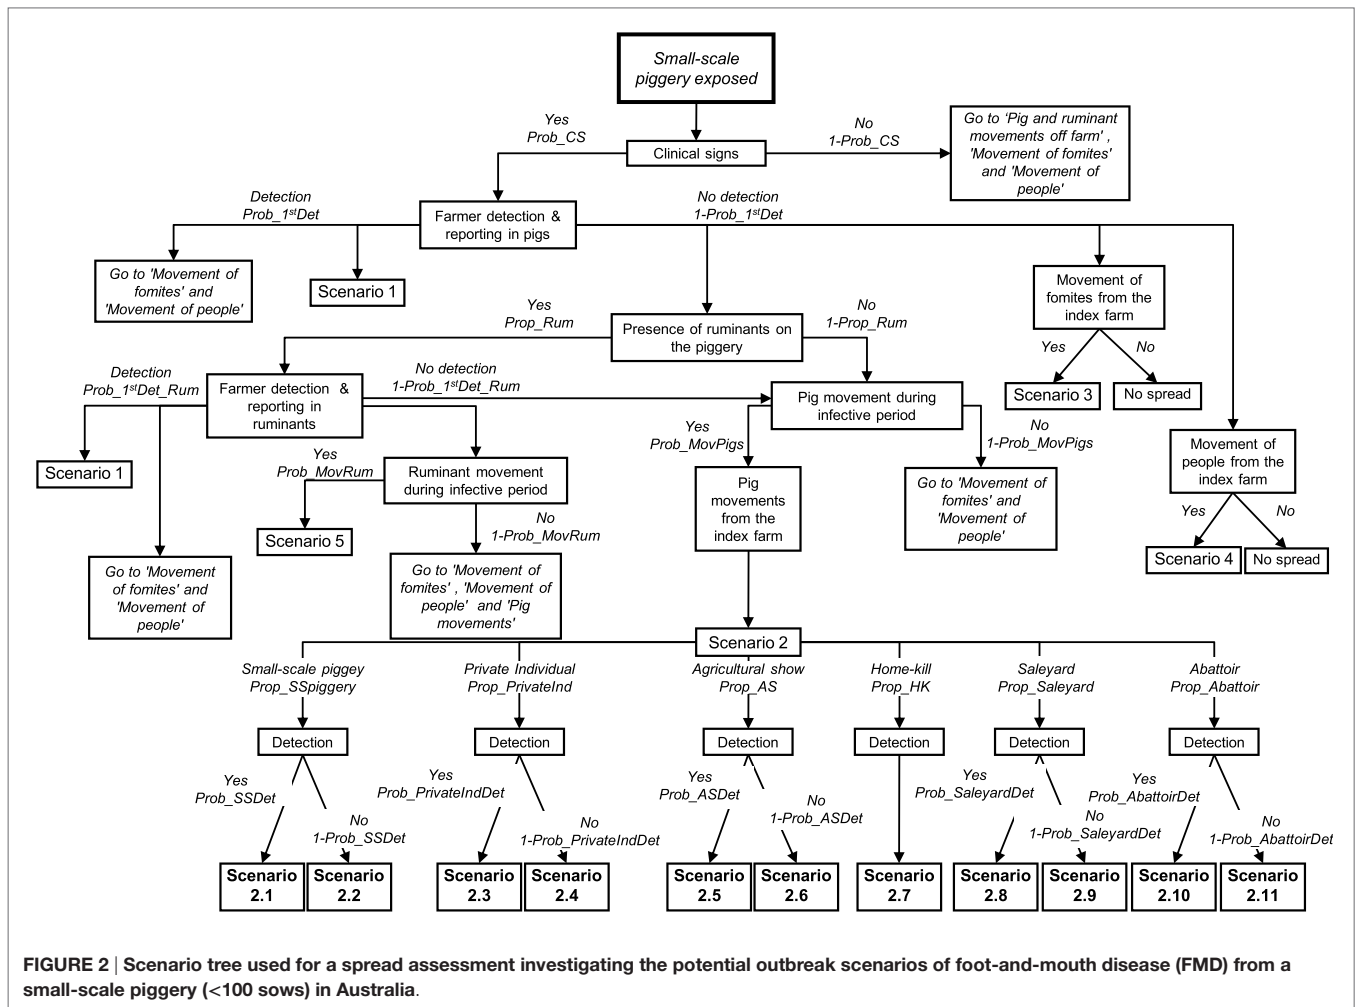 Small-scale
piggery exposed
Yes
Prob_CS
No
1-Prob_CS
Clinical signs
Go to 'Pig and ruminant
movements off farm' ,
'Movement of fomites'
and 'Movement of
people'
Detection
Prob_1stDet
Farmer detection &
reporting in pigs
No detection
1-Prob_1stDet
Go to 'Movement of
fomites' and
'Movement of people'
Scenario 1
Movement of
fomites from the
index farm
Yes
Prop_Rum
Presence of ruminants on
the piggery
No
1-Prop_Rum
Yes
No
Scenario 3
No spread
Detection
Prob_1stDet_Rum
Farmer detection &
reporting in
ruminants
No detection
1-Prob_1stDet_Rum
Pig movement during
infective period
Scenario 1
Yes
Prob_MovRum
Ruminant movement
during infective period
Yes
Prob_MovPigs
No
1-Prob_MovPigs
Movement of
people from the
index farm
Pig
movements
from the
index farm
Go to 'Movement of
fomites' and
'Movement of
people'
Yes
No
Scenario 4
No spread
Scenario 5
No
1-Prob_MovRum
Go to 'Movement
of fomites' and
'Movement of
people'
Go to 'Movement of
fomites' , 'Movement of
people' and 'Pig
movements'
Scenario 2
Small-scale piggey
Prop_SSpiggery
Private Individual
Prop_PrivateInd
Agricultural show
Prop_AS
Home-kill
Prop_HK
Saleyard
Prop_Saleyard
Abattoir
Prop_Abattoir
Detection
Detection
Detection
Detection
Detection
Detection
Yes
Prob_SSDet
No
1-Prob_SSDet
Yes
Prob_PrivateIndDet
No
1-Prob_PrivateIndDet
Yes
Prob_ASDet
No
1-Prob_ASDet
Yes
Prob_SaleyardDet
No
1-Prob_SaleyardDet
Yes
Prob_AbattoirDet
No
1-Prob_AbattoirDet
Scenario
2.1
Scenario
2.2
Scenario
2.3
Scenario
2.4
Scenario
2.5
Scenario
2.6
Scenario
2.7
Scenario
2.8
Scenario
2.9
Scenario
2.10
Scenario
2.11
FIGURE 2 | Scenario tree used for a spread assessment investigating the potential outbreak scenarios of foot-and-mouth disease (FMD) from a
small-scale piggery (<100 sows) in Australia.